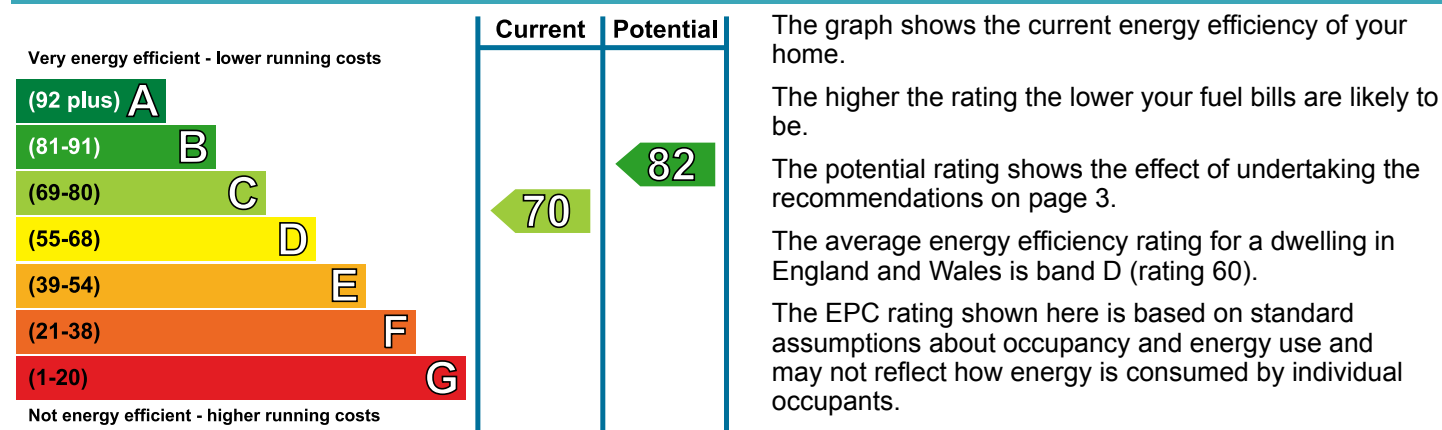 Current Potential
Very energy efficient - lower running costs
(92 plus) A
(81-91) B
82
(69-80) C
70
(55-68) D
(39-54) E
(21-38) F
(1-20) G
Not energy efficient - higher running costs
The graph shows the current energy efficiency of your
home.
The higher the rating the lower your fuel bills are likely to
be.
The potential rating shows the effect of undertaking the
recommendations on page 3.
The average energy efficiency rating for a dwelling in
England and Wales is band D (rating 60).
The EPC rating shown here is based on standard
assumptions about occupancy and energy use and
may not reflect how energy is consumed by individual
occupants.